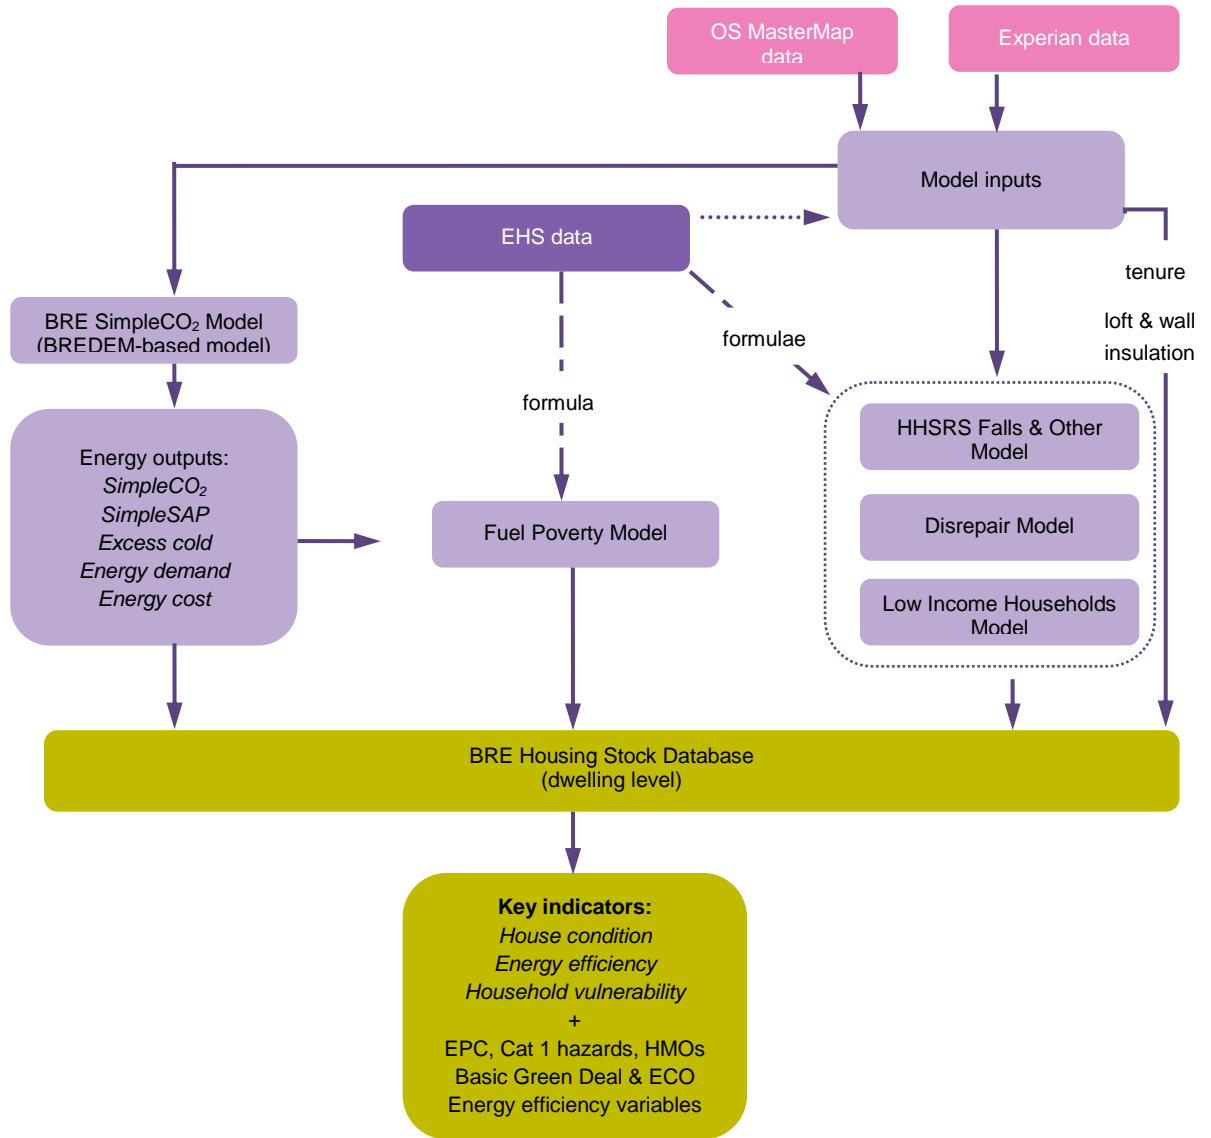 OS MasterMap
data
Experian data
Model inputs
EHS data
tenure
loft & wall
insulation
BRE SimpleCO₂ Model
(BREDEM-based model)
formulae
formula
Energy outputs:
SimpleCO₂
SimpleSAP
Excess cold
Energy demand
Energy cost
Fuel Poverty Model
HHSRS Falls & Other
Model
Disrepair Model
Low Income Households
Model
BRE Housing Stock Database
(dwelling level)
Key indicators:
House condition
Energy efficiency
Household vulnerability
+
EPC, Cat 1 hazards, HMOs
Basic Green Deal & ECO
Energy efficiency variables